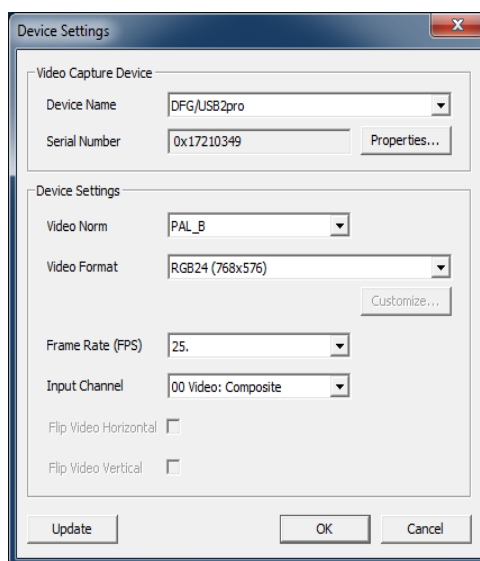 Device Settings
Video Capture Device
Device Name DFG/USB2pro
Serial Number 0x17210349 Properties...
Device Settings
Video Norm PAL_B
Video Format RGB24 (768x576)
Customize...
Frame Rate (FPS) 25.
Input Channel 00 Video: Composite
Flip Video Horizontal
Flip Video Vertical
Update OK Cancel